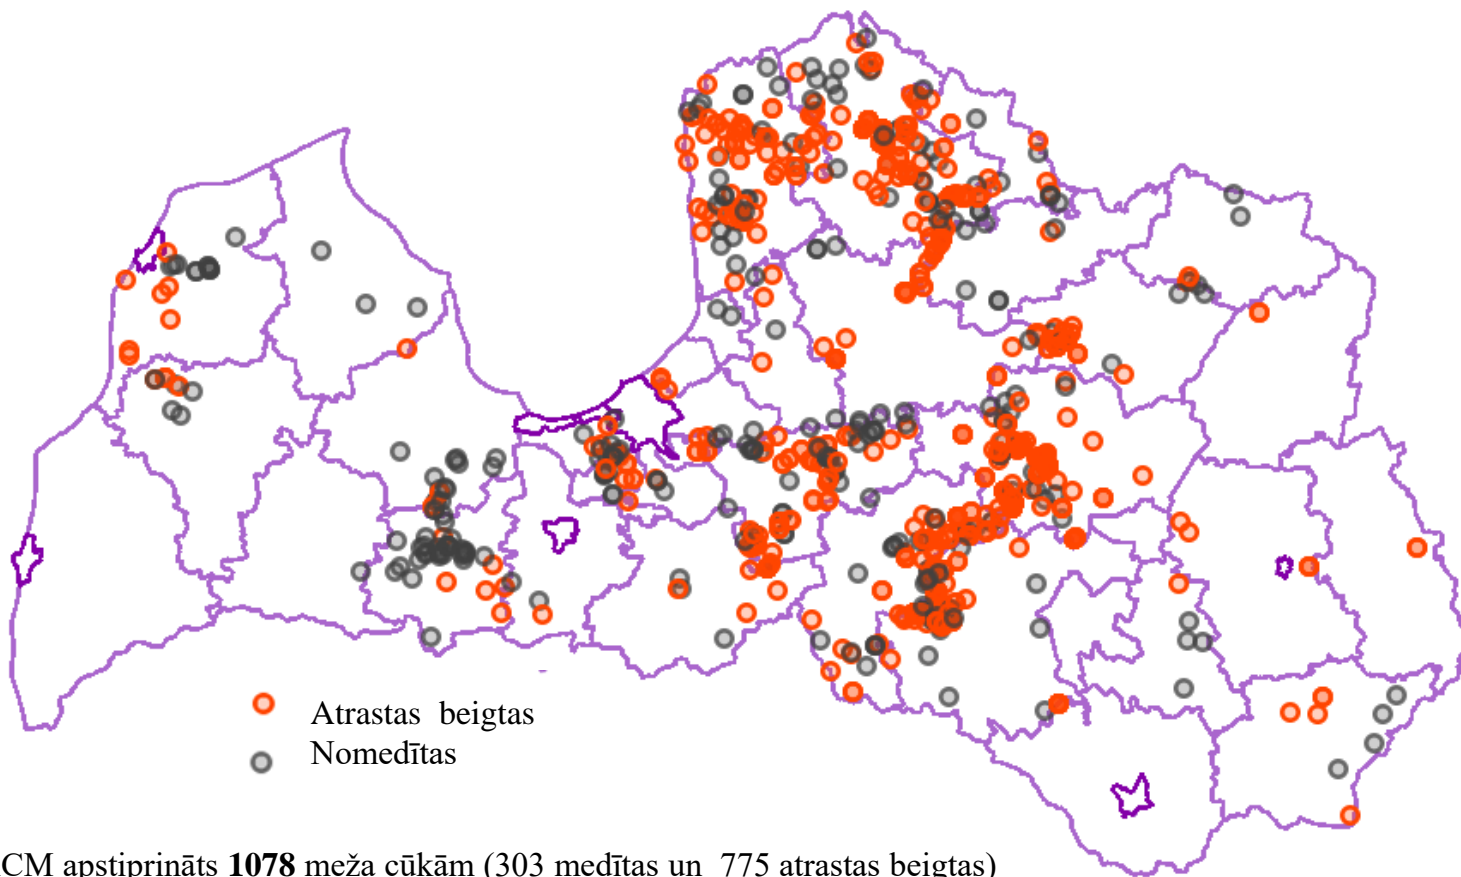 Atrastas beigtas
Nomedītas
CM apstiprināts 1078 meža cūkām (303 medītas un 775 atrastas beigtas)